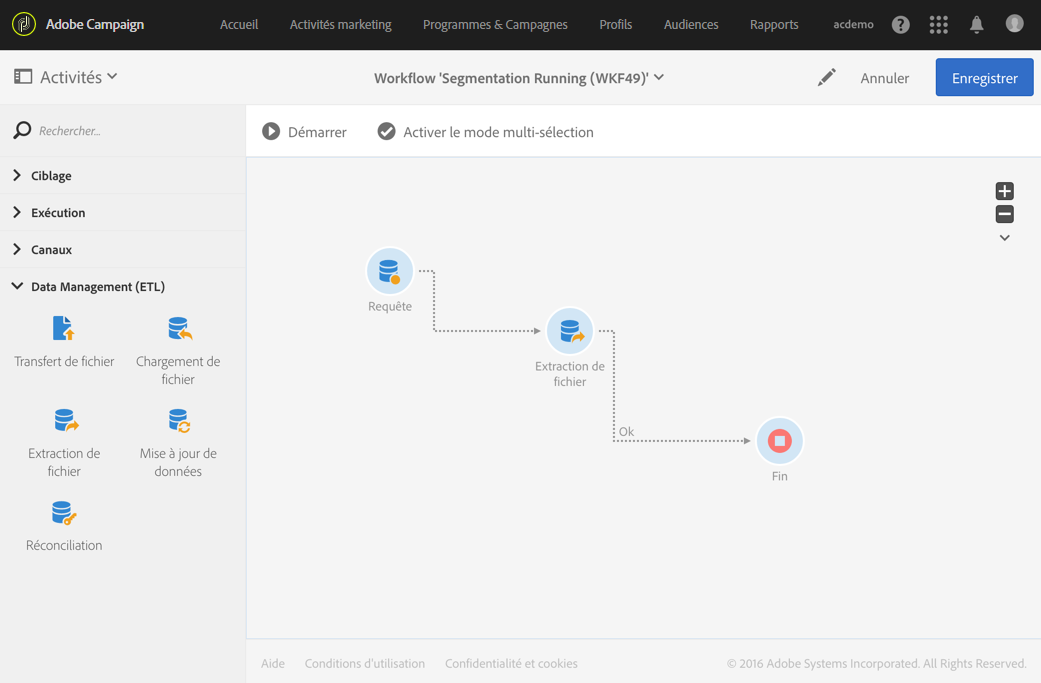 Adobe Campaign
Accueil
Activités marketing
Programmes & Campagnes
Profils
Audiences
Rapports
acdemo
?
Activités
Workflow 'Segmentation Running (WKF49)'
Annuler
Enregistrer
Rechercher...
Démarrer
Activer le mode multi-sélection
Ciblage
Exécution
Canaux
Data Management (ETL)
Transfert de fichier
Chargement de
fichier
Extraction de
fichier
Mise à jour de
données
Réconciliation
Requête
Extraction de
fichier
Ok
Fin
Aide
Conditions d'utilisation
Confidentialité et cookies
© 2016 Adobe Systems Incorporated. All Rights Reserved.